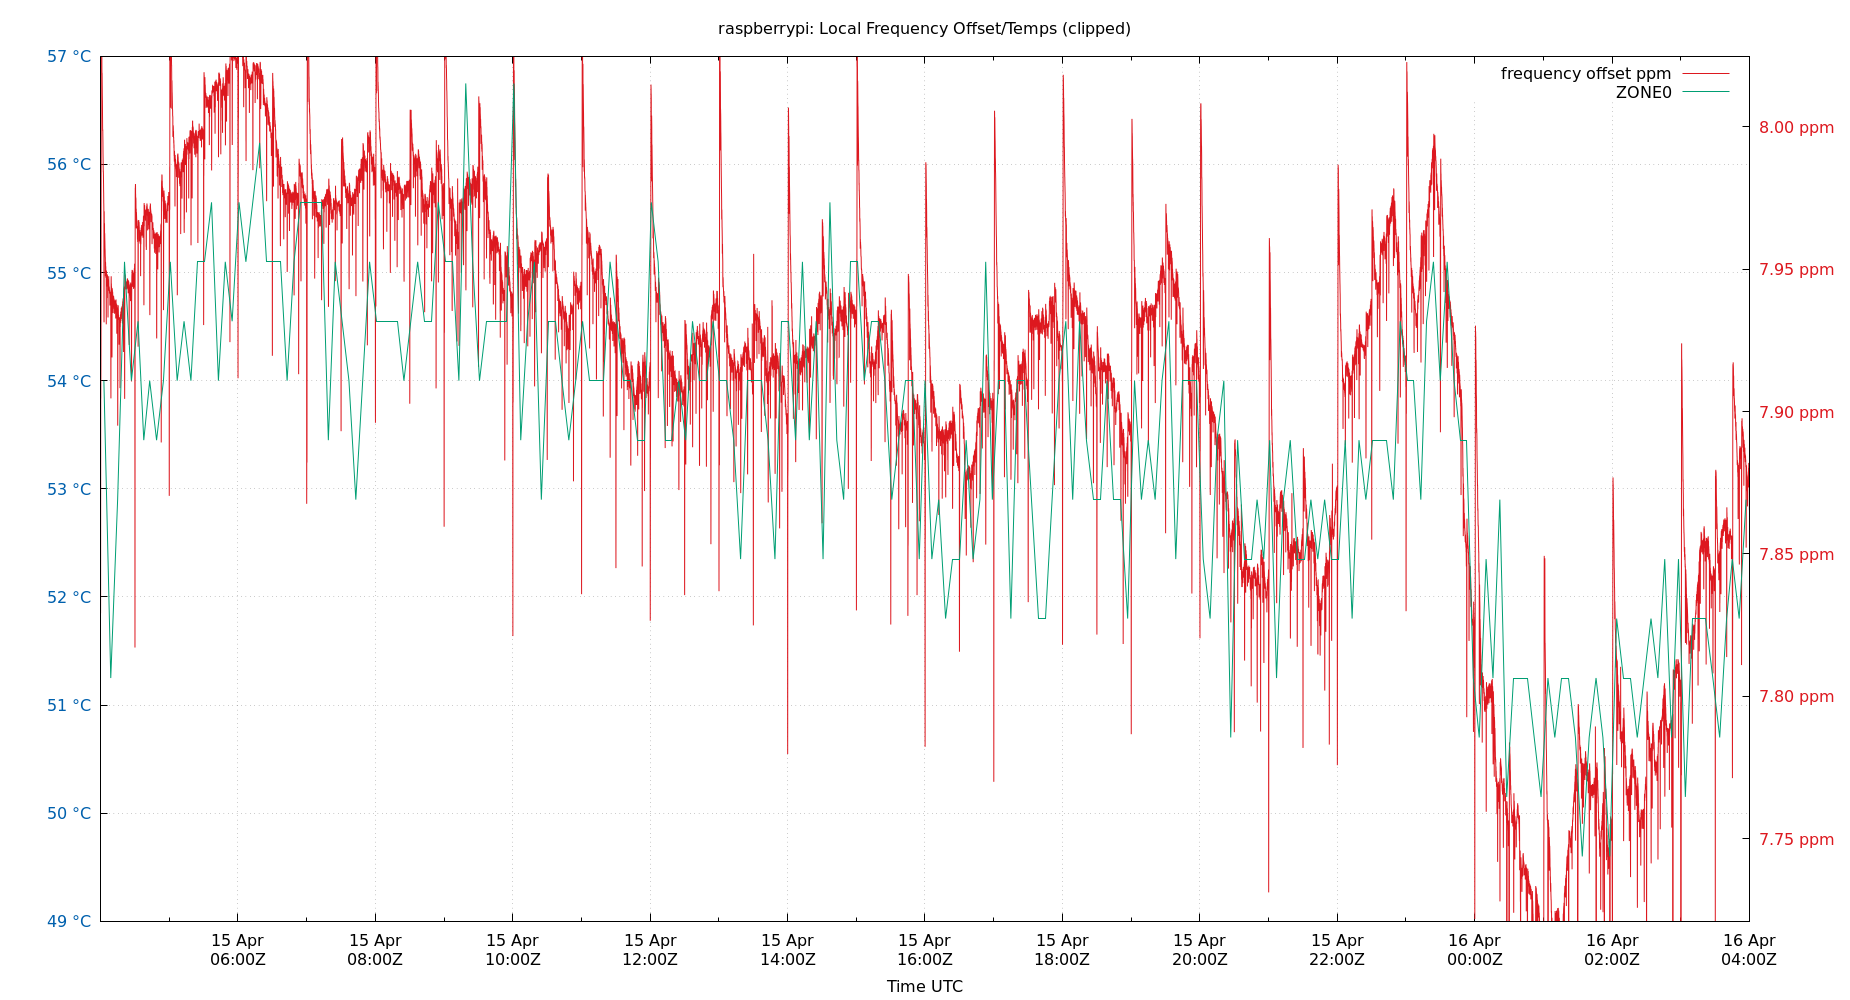 raspberrypi: Local Frequency Offset/Temps (clipped)
57 °C
56 °C
55 °C
54 °C
53 °C
52 °C
51 °C
50 °C
49 °C
frequency offset ppm
ZONE0
8.00 ppm
7.95 ppm
7.90 ppm
7.85 ppm
7.80 ppm
7.75 ppm
15 Apr 15 Apr 15 Apr 15 Apr 15 Apr 15 Apr 15 Apr 15 Apr 15 Apr 16 Apr 16 Apr 16 Apr
06:00Z 08:00Z 10:00Z 12:00Z 14:00Z 16:00Z 18:00Z 20:00Z 22:00Z 00:00Z 02:00Z 04:00Z
Time UTC